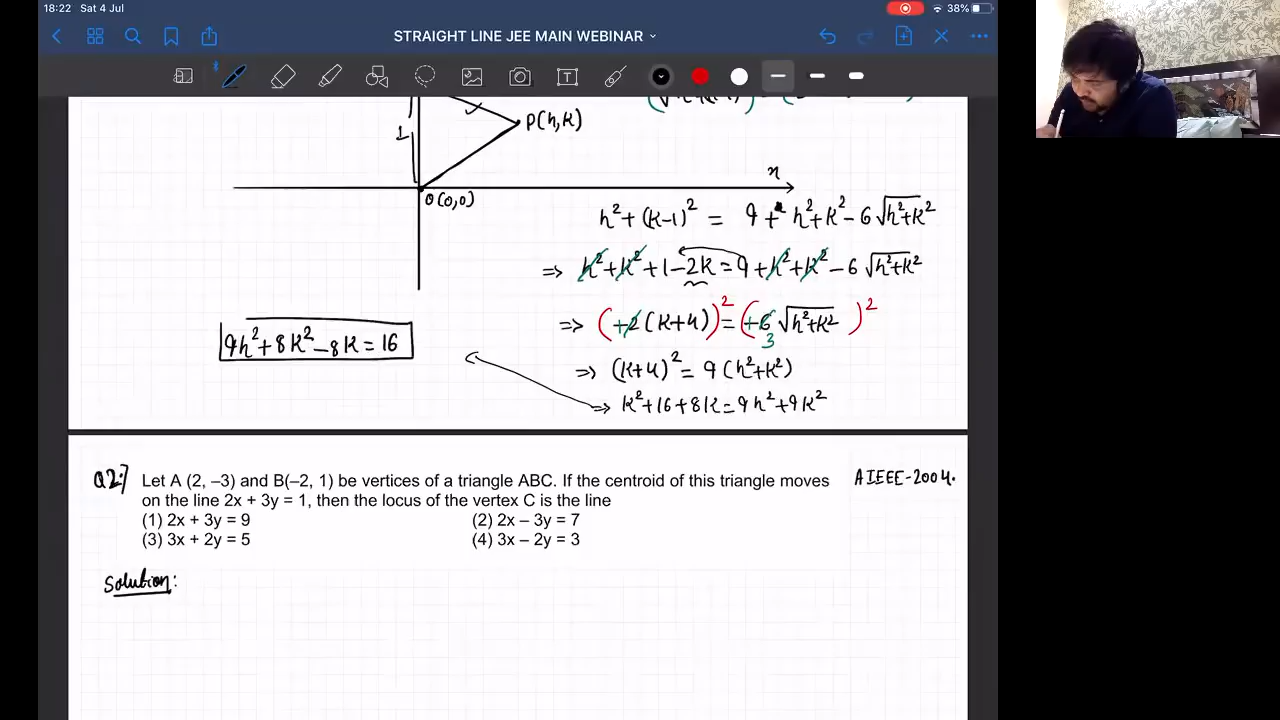 18:22 Sat 4 Jul
38%
STRAIGHT LINE JEE MAIN WEBINAR
1
P(h,k)
x
O(0,0)
h²+(k-1)² = 9+h²+k²-6√h²+k²
⇒ h²+k²+1-2k=9+h²+k²-6√h²+k²
⇒ (+2(k+4))²=(+6√h²+k²)²
3
⇒ (k+4)²=9(h²+k²)
⇒ k²+16+8k=9h²+9k²
9h²+8k²-8k=16
Q2:7 Let A (2, –3) and B(–2, 1) be vertices of a triangle ABC. If the centroid of this triangle moves AIEEE-2004.
on the line 2x + 3y = 1, then the locus of the vertex C is the line
(1) 2x + 3y = 9 (2) 2x – 3y = 7
(3) 3x + 2y = 5 (4) 3x – 2y = 3
Solution: